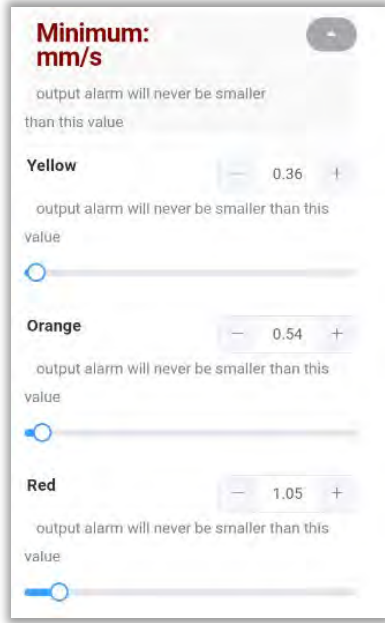 Minimum:
mm/s
output alarm will never be smaller
than this value
Yellow
− 0.36 +
output alarm will never be smaller than this
value
Orange
− 0.54 +
output alarm will never be smaller than this
value
Red
− 1.05 +
output alarm will never be smaller than this
value